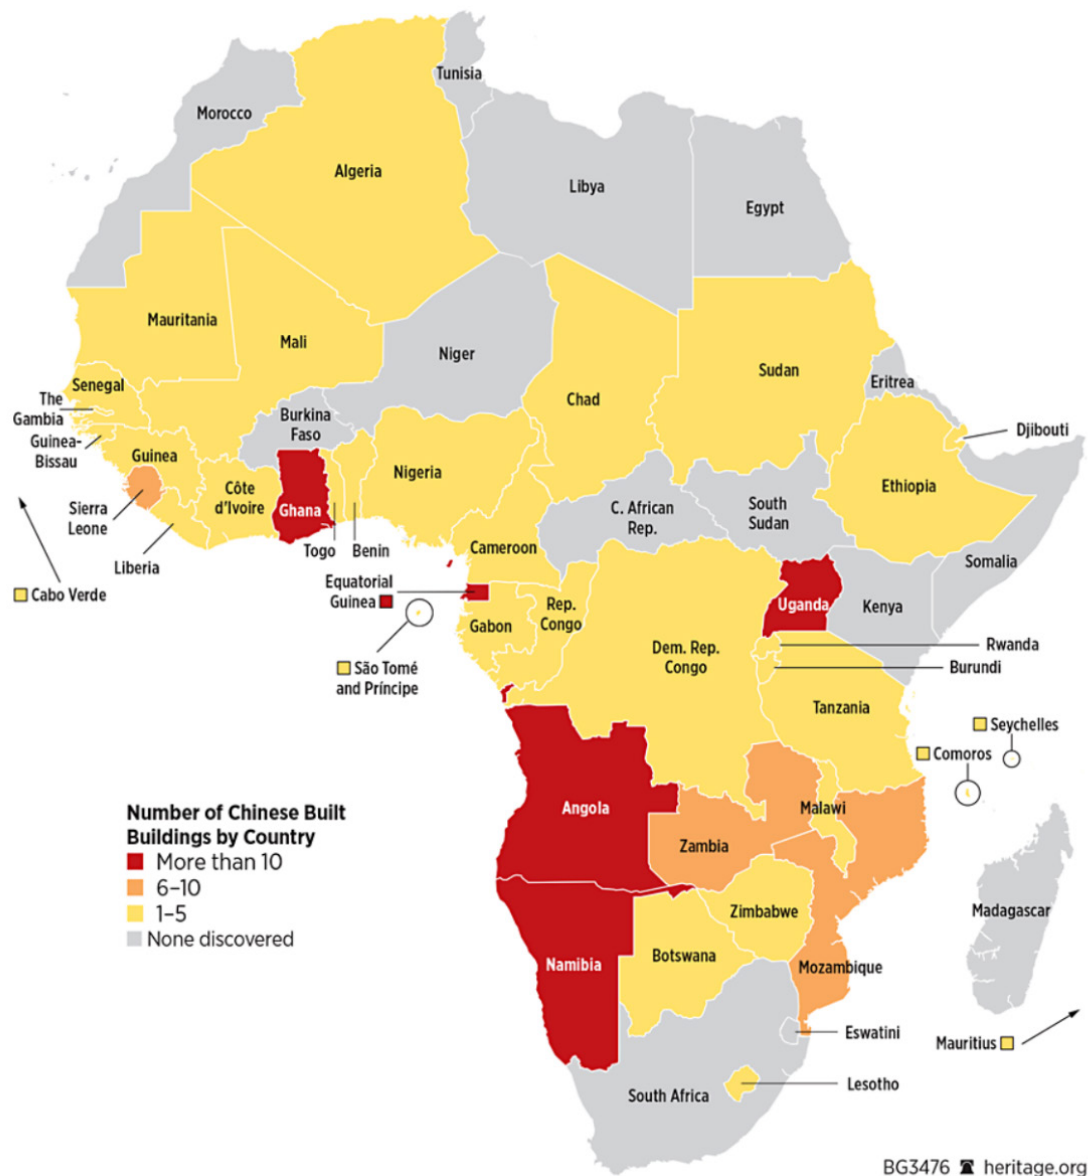 Tunisia
Morocco
Algeria
Libya
Egypt
Mauritania
Mali
Niger
Chad
Sudan
Eritrea
Senegal
The
Gambia
Guinea-
Bissau
Guinea
Burkina
Faso
Nigeria
Djibouti
Ethiopia
Sierra
Leone
Côte
d'Ivoire
Ghana
C. African
Rep.
South
Sudan
Somalia
Liberia
Togo
Benin
Cameroon
Cabo Verde
Equatorial
Guinea
Gabon
Rep.
Congo
Uganda
Kenya
São Tomé
and Príncipe
Dem. Rep.
Congo
Rwanda
Burundi
Tanzania
Seychelles
Comoros
Number of Chinese Built
Buildings by Country
More than 10
6–10
1–5
None discovered
Angola
Zambia
Malawi
Zimbabwe
Madagascar
Namibia
Botswana
Mozambique
Eswatini
Mauritius
Lesotho
South Africa
BG3476 heritage.org